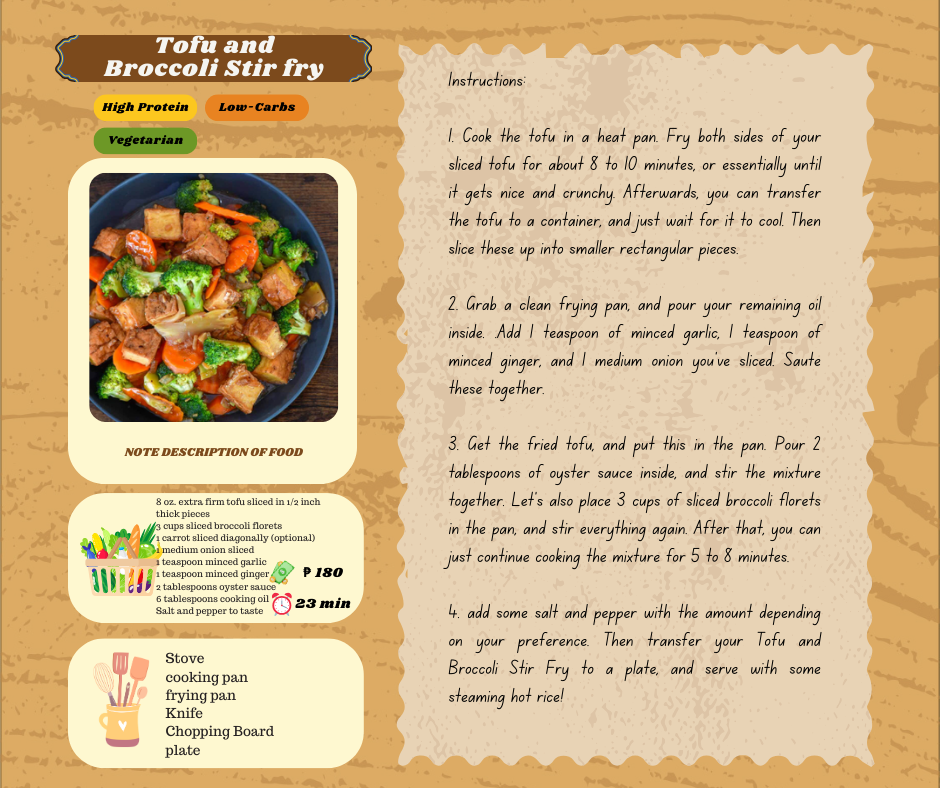 Tofu and
Broccoli Stir fry
High Protein
Low-Carbs
Vegetarian
NOTE DESCRIPTION OF FOOD
8 oz. extra firm tofu sliced in 1/2 inch
thick pieces
3 cups sliced broccoli florets
1 carrot sliced diagonally (optional)
1 medium onion sliced
1 teaspoon minced garlic
1 teaspoon minced ginger
2 tablespoons oyster sauce
6 tablespoons cooking oil
Salt and pepper to taste
₱ 180
23 min
Stove
cooking pan
frying pan
Knife
Chopping Board
plate
Instructions:
1. Cook the tofu in a heat pan. Fry both sides of your
sliced tofu for about 8 to 10 minutes, or essentially until
it gets nice and crunchy. Afterwards, you can transfer
the tofu to a container, and just wait for it to cool. Then
slice these up into smaller rectangular pieces.
2. Grab a clean frying pan, and pour your remaining oil
inside. Add 1 teaspoon of minced garlic, 1 teaspoon of
minced ginger, and 1 medium onion you've sliced. Saute
these together.
3. Get the fried tofu, and put this in the pan. Pour 2
tablespoons of oyster sauce inside, and stir the mixture
together. Let's also place 3 cups of sliced broccoli florets
in the pan, and stir everything again. After that, you can
just continue cooking the mixture for 5 to 8 minutes.
4. add some salt and pepper with the amount depending
on your preference. Then transfer your Tofu and
Broccoli Stir Fry to a plate, and serve with some
steaming hot rice!